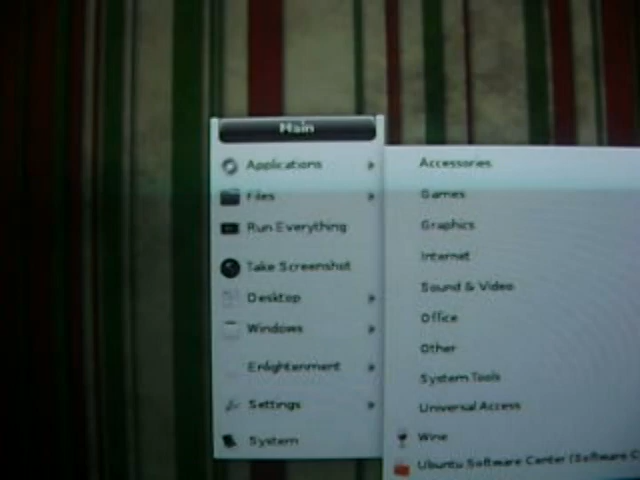 Main
Applications
Files
Run Everything
Take Screenshot
Desktop
Windows
Enlightenment
Settings
System
Accessories
Games
Graphics
Internet
Sound & Video
Office
Other
System Tools
Universal Access
Wine
Ubuntu Software Center (Software C